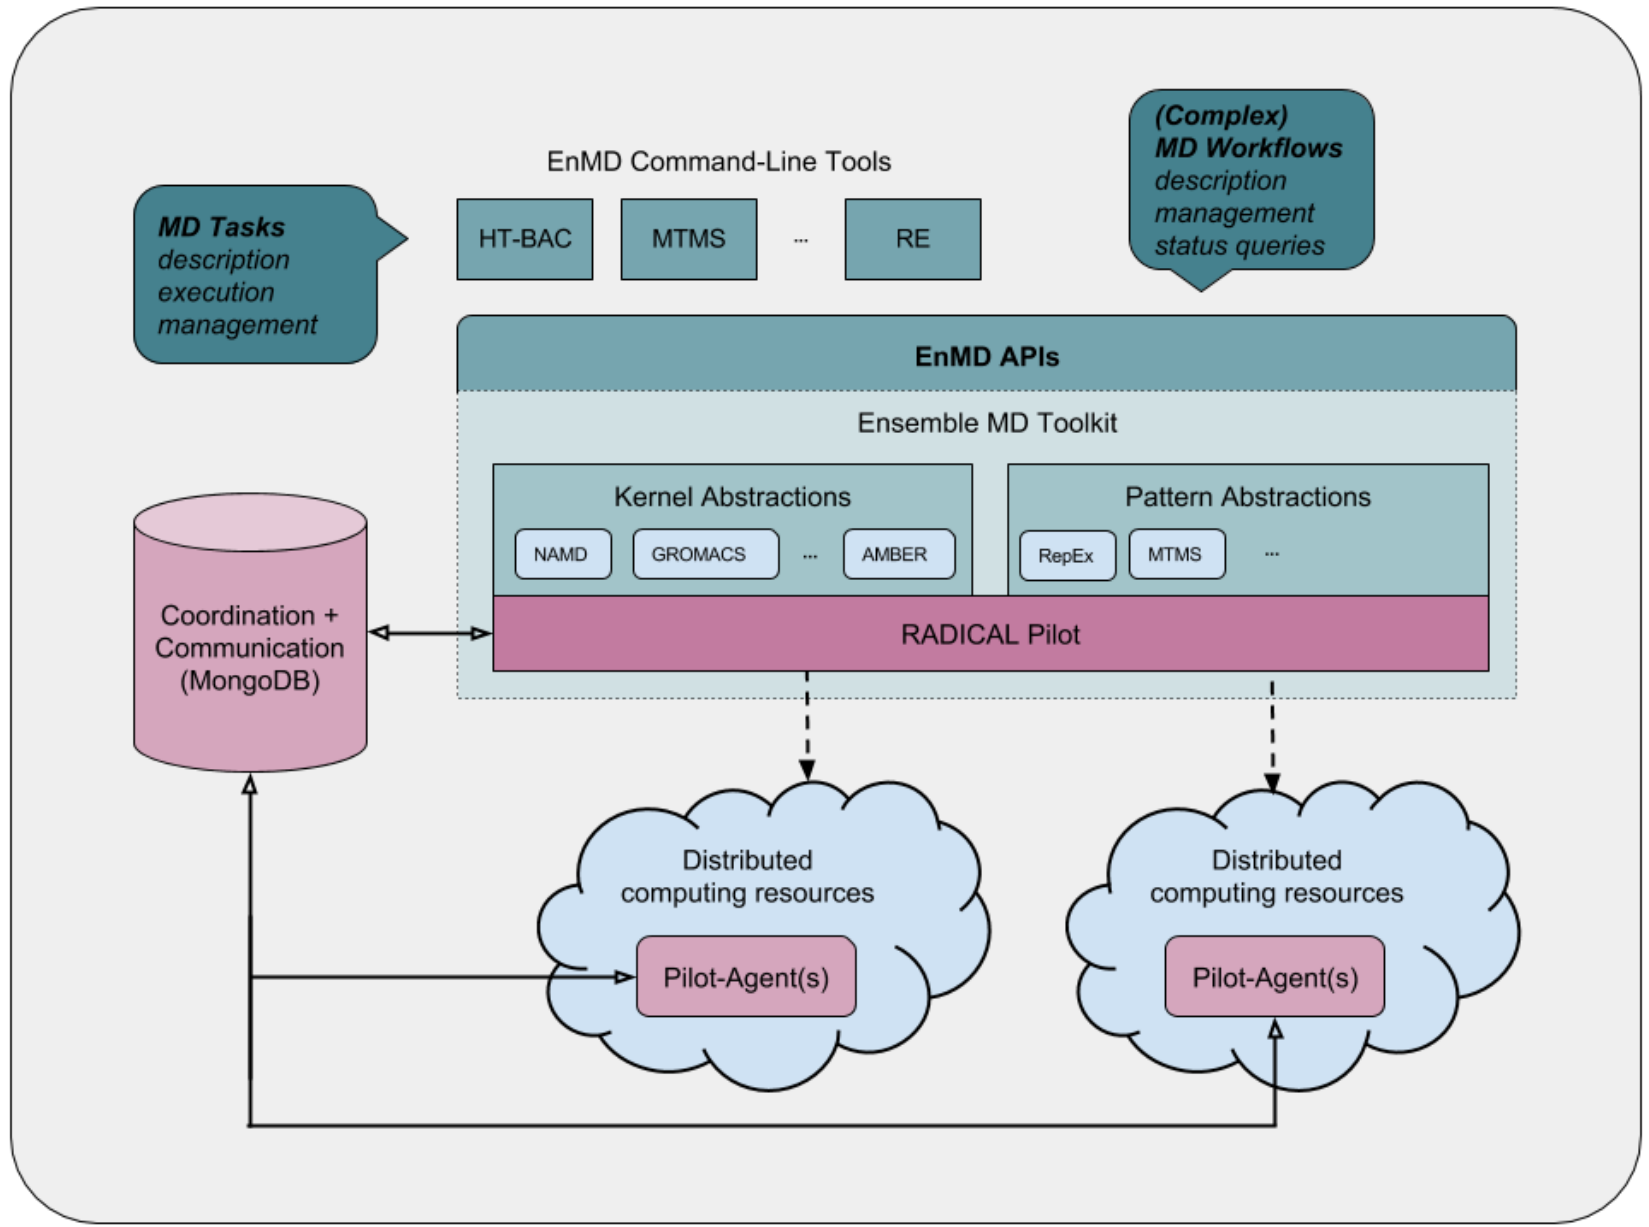 EnMD Command-Line Tools
HT-BAC
MTMS
...
RE
MD Tasks
description
execution
management
(Complex)
MD Workflows
description
management
status queries
EnMD APIs
Ensemble MD Toolkit
Kernel Abstractions
NAMD
GROMACS
...
AMBER
Pattern Abstractions
RepEx
MTMS
...
RADICAL Pilot
Coordination +
Communication
(MongoDB)
Distributed
computing resources
Pilot-Agent(s)
Distributed
computing resources
Pilot-Agent(s)